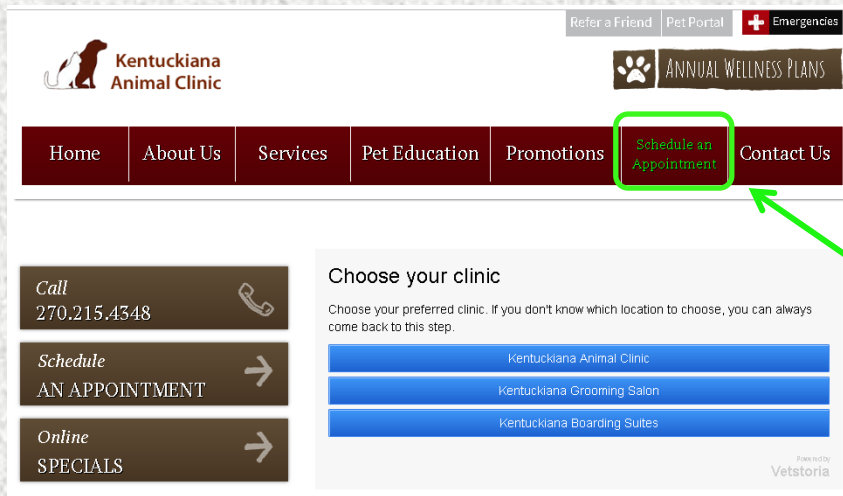 Refer a Friend Pet Portal Emergencies
Kentuckiana
Animal Clinic
ANNUAL WELLNESS PLANS
Home About Us Services Pet Education Promotions Schedule an Appointment Contact Us
Call
270.215.4348
Schedule
AN APPOINTMENT
Online
SPECIALS
Choose your clinic
Choose your preferred clinic. If you don't know which location to choose, you can always
come back to this step.
Kentuckiana Animal Clinic
Kentuckiana Grooming Salon
Kentuckiana Boarding Suites
Powered by
Vetstoria